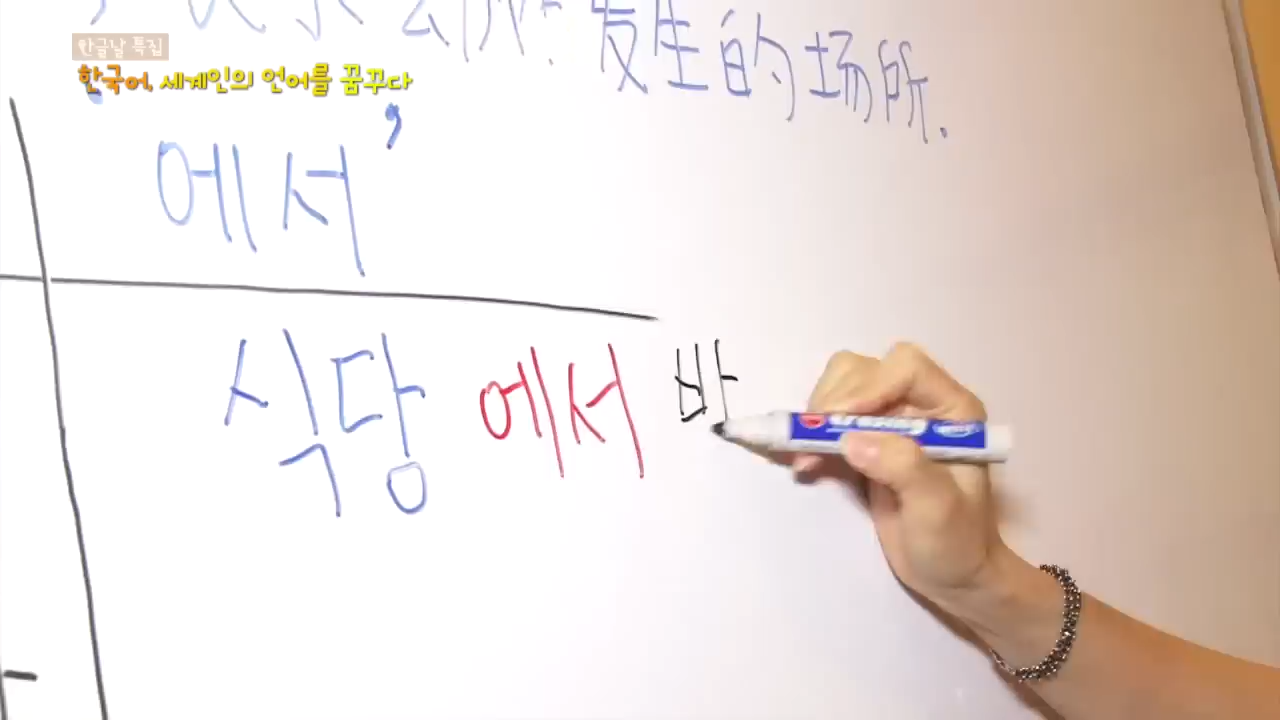 发生的场所.
한글날 특집
한국어, 세계인의 언어를 꿈꾸다
에서
식당 에서 바